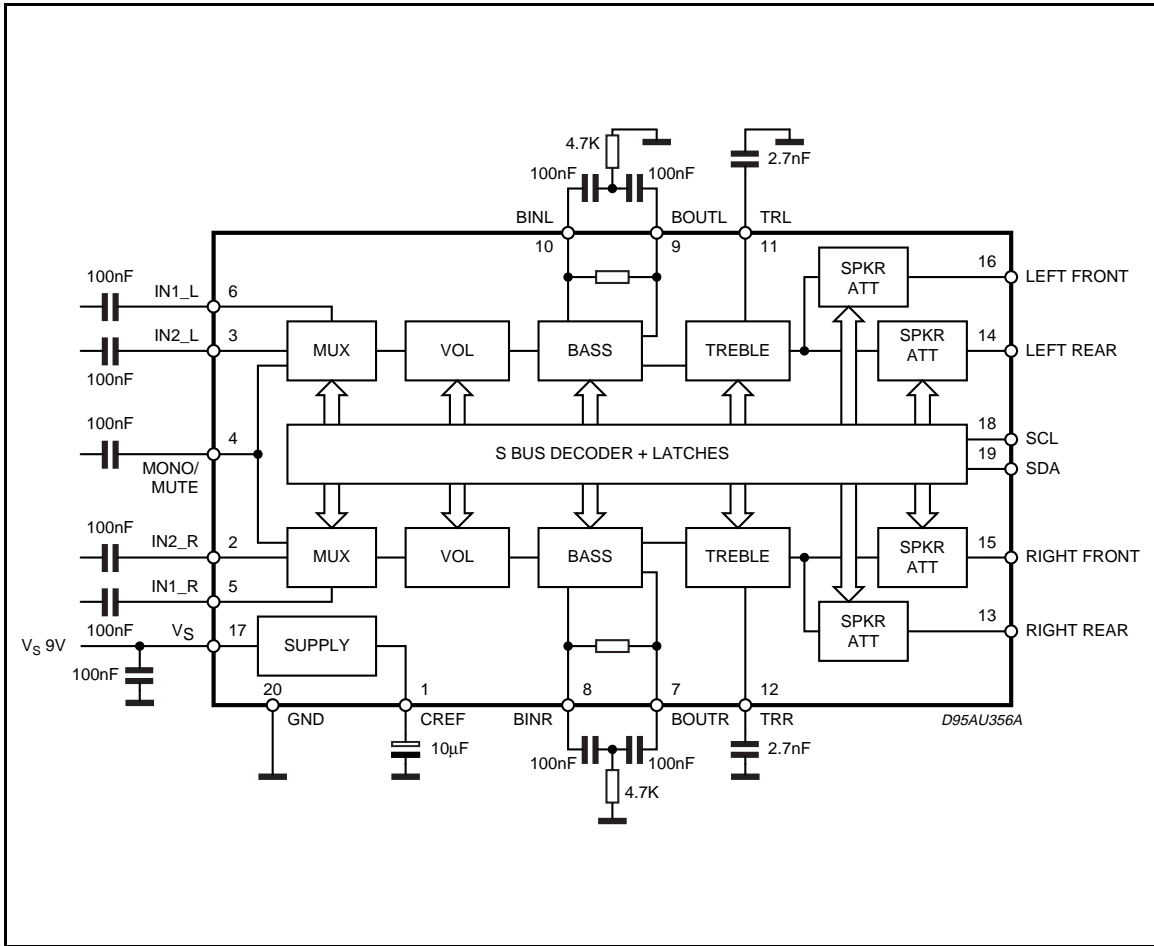 4.7K
2.7nF
100nF 100nF
BINL BOUTL TRL
10 9 11
100nF
IN1_L 6
SPKR
ATT
16
LEFT FRONT
IN2_L 3
100nF
MUX
VOL
BASS
TREBLE
SPKR
ATT
14
LEFT REAR
100nF
4
MONO/
MUTE
S BUS DECODER + LATCHES
18
SCL
19
SDA
100nF
IN2_R 2
MUX
VOL
BASS
TREBLE
SPKR
ATT
15
RIGHT FRONT
IN1_R 5
100nF
SPKR
ATT
13
RIGHT REAR
VS 9V
VS 17
SUPPLY
100nF
20 1 8 7 12
GND CREF BINR BOUTR TRR
D95AU356A
10µF
100nF 100nF
2.7nF
4.7K